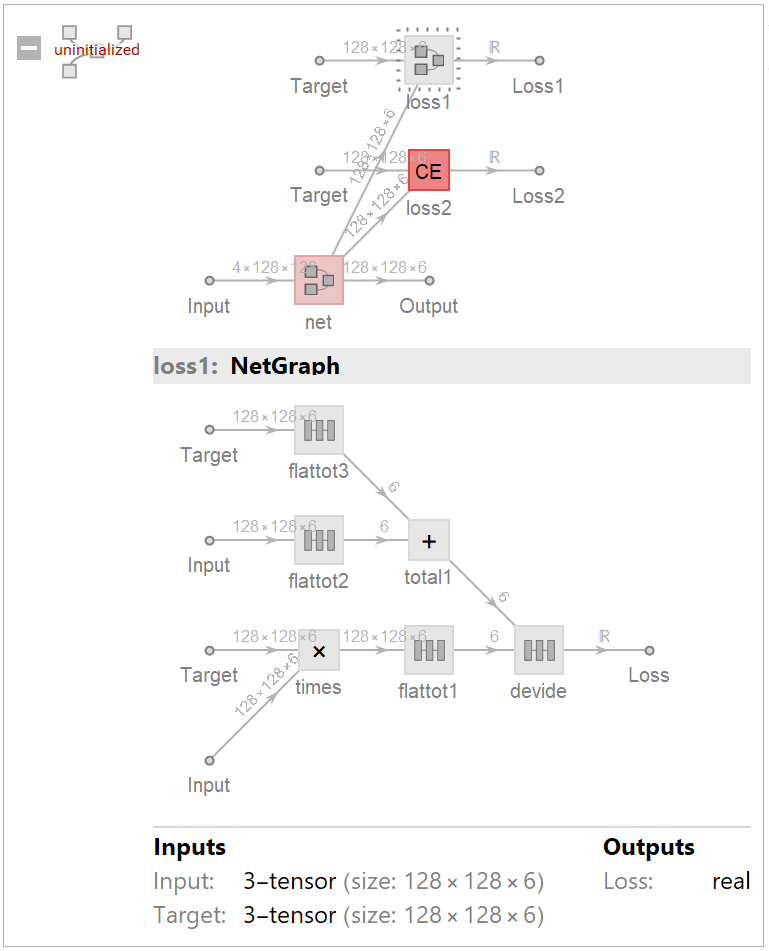 uninitialized
128×128×6
ℝ
Target
loss1
Loss1
128×128×6
128×128×6
ℝ
CE
Target
loss2
Loss2
128×128×6
4×128×128
128×128×6
Input
net
Output
loss1: NetGraph
128×128×6
Target
flattot3
6
128×128×6
6
+
Input
flattot2
total1
6
128×128×6
128×128×6
6
ℝ
×
Target
times
flattot1
devide
Loss
128×128×6
Input
Inputs
Outputs
Input: 3–tensor (size: 128×128×6)
Loss: real
Target: 3–tensor (size: 128×128×6)